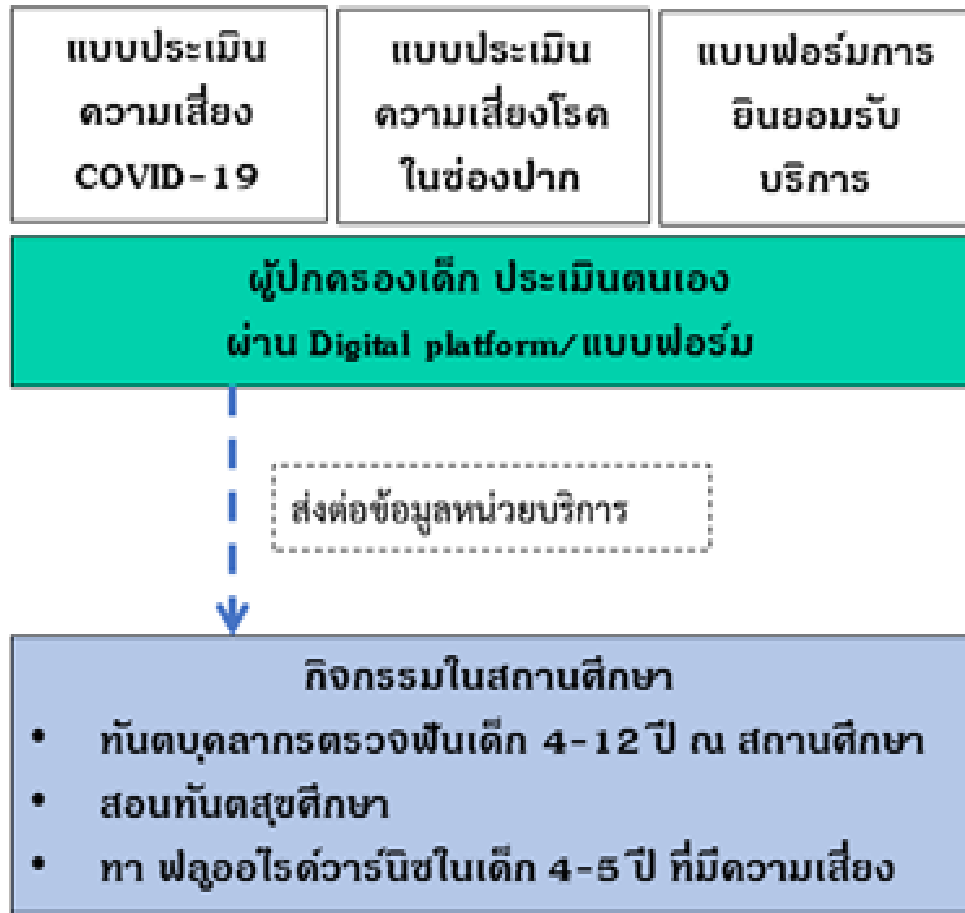 แบบประเมิน
ความเสี่ยง
COVID-19
แบบประเมิน
ความเสี่ยงโรค
ในช่องปาก
แบบฟอร์มการ
ยินยอมรับ
บริการ
ผู้ปกครองเด็ก ประเมินตนเอง
ผ่าน Digital platform/แบบฟอร์ม
ส่งต่อข้อมูลหน่วยบริการ
กิจกรรมในสถานศึกษา
• ทันตบุคลากรตรวจฟันเด็ก 4-12 ปี ณ สถานศึกษา
• สอนทันตสุขศึกษา
• ทา ฟลูออไรด์วาร์นิชในเด็ก 4-5 ปี ที่มีความเสี่ยง